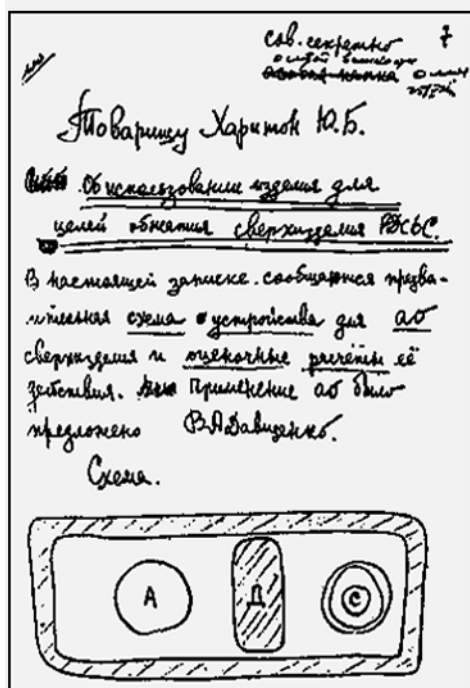 7
Сов. секретно
Товарищу Харитон Ю.Б.
Об использовании изделия для
целей обжатия сверхизделия РДС6С.
В настоящей записке сообщаются предва-
рительная схема устройства для АО
сверхизделия и оценочные расчёты её
действия. Применение АО было
предложено В.А.Давиденко.
Схема.
А Д С